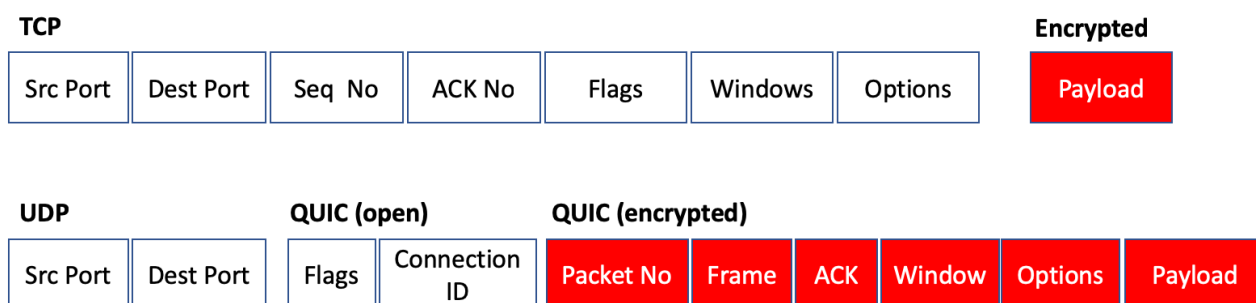 TCP
Encrypted
Src Port
Dest Port
Seq No
ACK No
Flags
Windows
Options
Payload
UDP
QUIC (open)
QUIC (encrypted)
Src Port
Dest Port
Flags
Connection
ID
Packet No
Frame
ACK
Window
Options
Payload